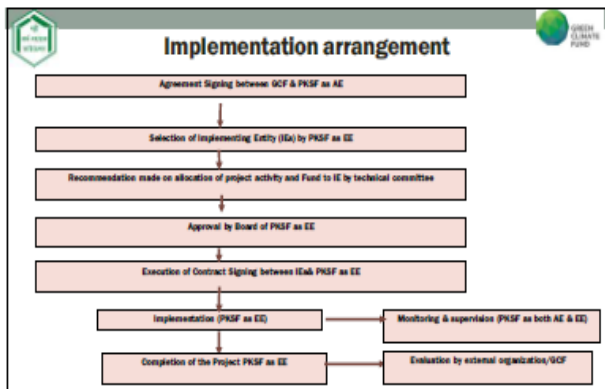 GREEN
CLIMATE
FUND
Implementation arrangement
Agreement Signing between GCF & PKSF as AE
Selection of Implementing Entity (IEs) by PKSF as EE
Recommendation made on allocation of project activity and Fund to IE by technical committee
Approval by Board of PKSF as EE
Execution of Contract Signing between IEs& PKSF as EE
Implementation (PKSF as EE)
Monitoring & supervision (PKSF as both AE & EE)
Completion of the Project PKSF as EE
Evaluation by external organization/GCF